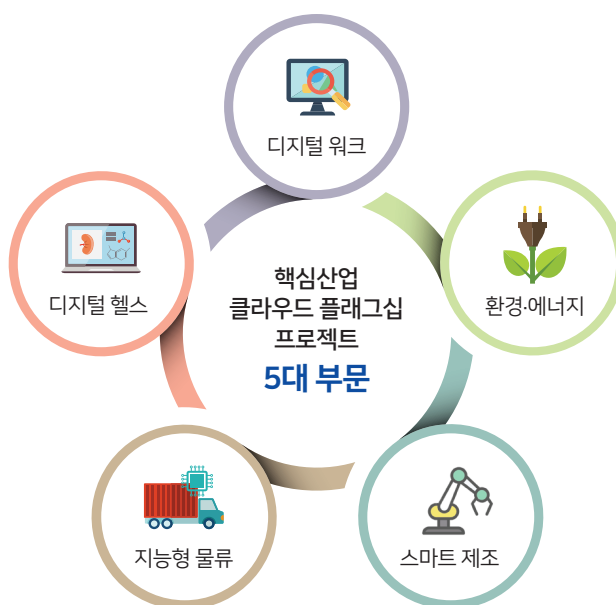 디지털 워크
디지털 헬스
환경·에너지
핵심산업
클라우드 플래그십
프로젝트
5대 부문
지능형 물류
스마트 제조